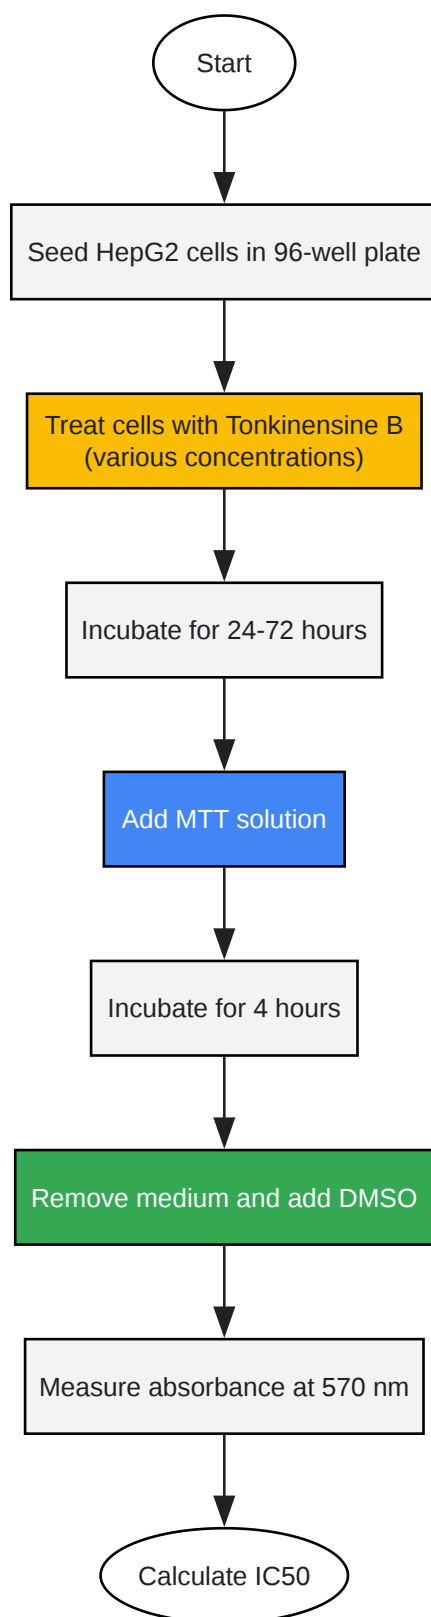 Start
Seed HepG2 cells in 96-well plate
Treat cells with Tonkinensine B
(various concentrations)
Incubate for 24-72 hours
Add MTT solution
Incubate for 4 hours
Remove medium and add DMSO
Measure absorbance at 570 nm
Calculate IC50